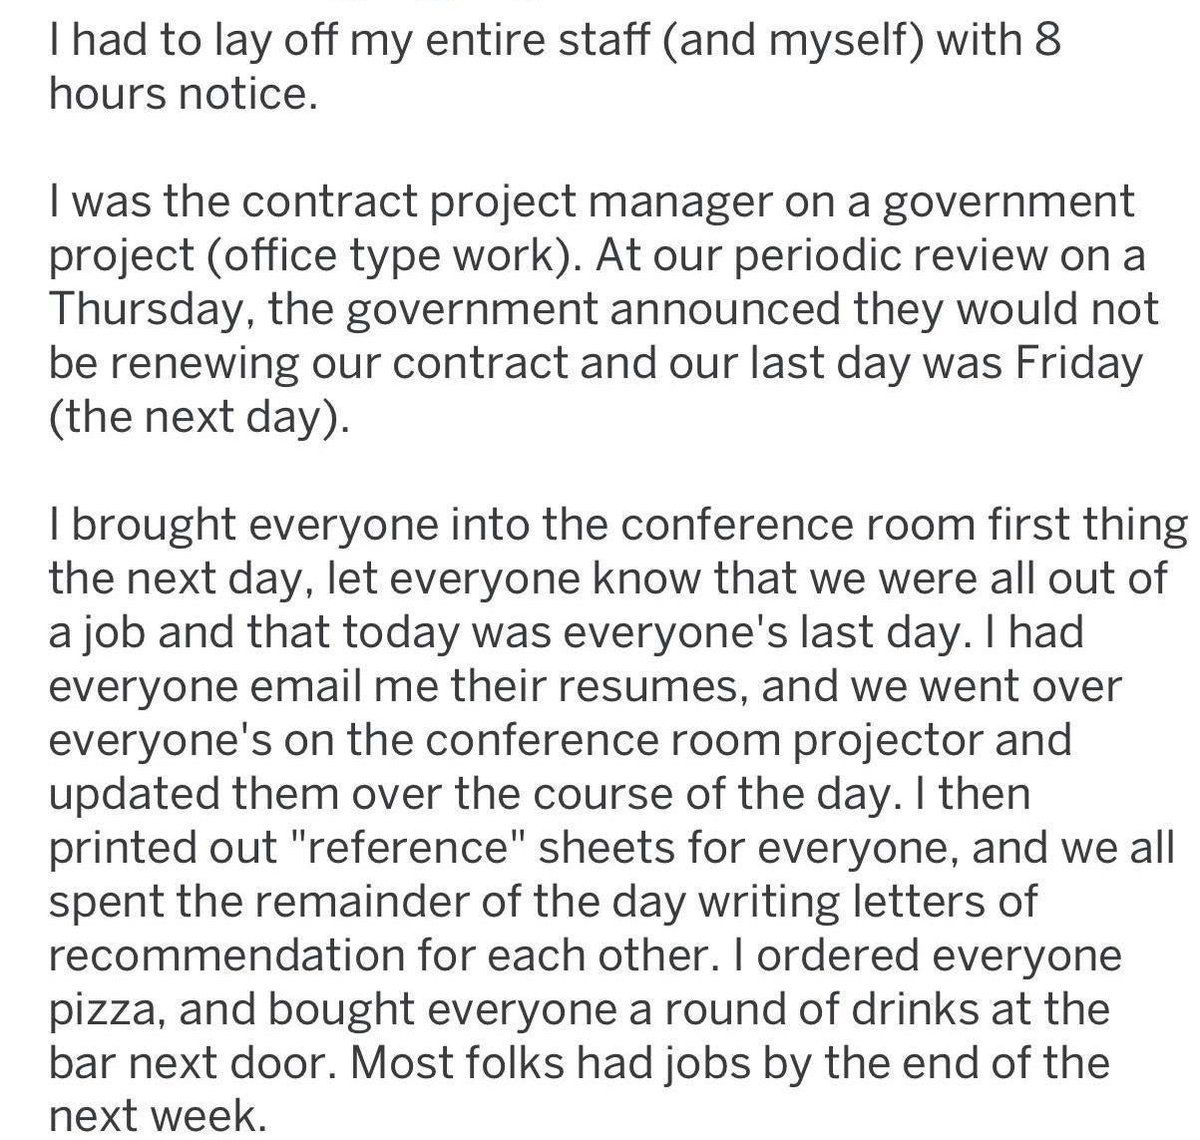 I had to lay off my entire staff (and myself) with 8
hours notice.
I was the contract project manager on a government
project (office type work). At our periodic review on a
Thursday, the government announced they would not
be renewing our contract and our last day was Friday
(the next day).
I brought everyone into the conference room first thing
the next day, let everyone know that we were all out of
a job and that today was everyone's last day. I had
everyone email me their resumes, and we went over
everyone's on the conference room projector and
updated them over the course of the day. I then
printed out "reference" sheets for everyone, and we all
spent the remainder of the day writing letters of
recommendation for each other. I ordered everyone
pizza, and bought everyone a round of drinks at the
bar next door. Most folks had jobs by the end of the
next week.